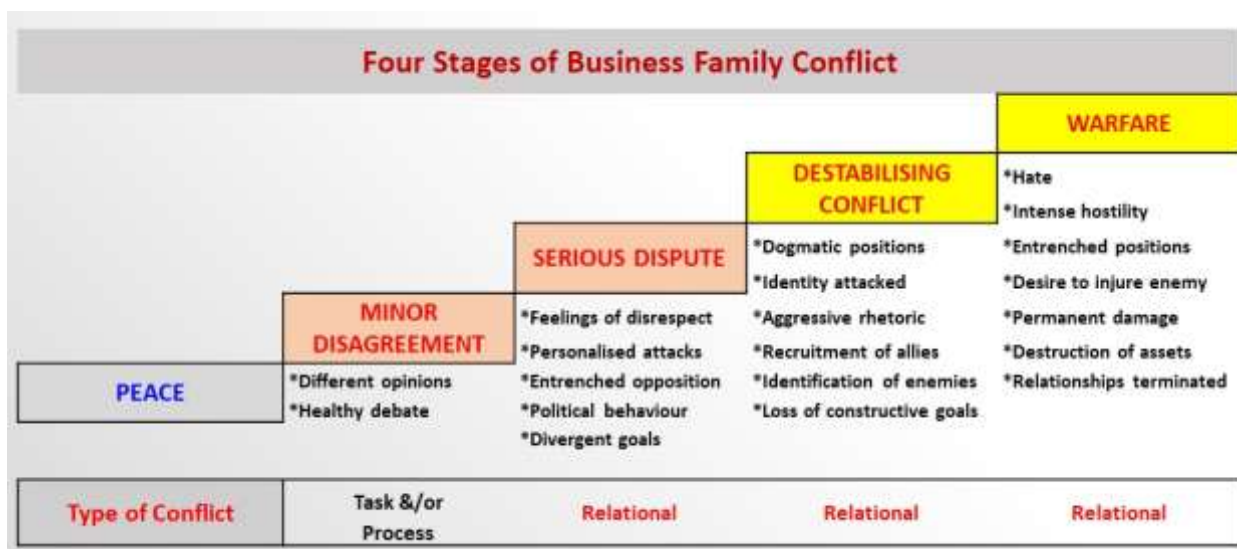 Four Stages of Business Family Conflict
PEACE
MINOR
DISAGREEMENT
*Different opinions
*Healthy debate
SERIOUS DISPUTE
*Feelings of disrespect
*Personalised attacks
*Entrenched opposition
*Political behaviour
*Divergent goals
DESTABILISING
CONFLICT
*Dogmatic positions
*Identity attacked
*Aggressive rhetoric
*Recruitment of allies
*Identification of enemies
*Loss of constructive goals
WARFARE
*Hate
*Intense hostility
*Entrenched positions
*Desire to injure enemy
*Permanent damage
*Destruction of assets
*Relationships terminated
Type of Conflict
Task &/or
Process
Relational
Relational
Relational